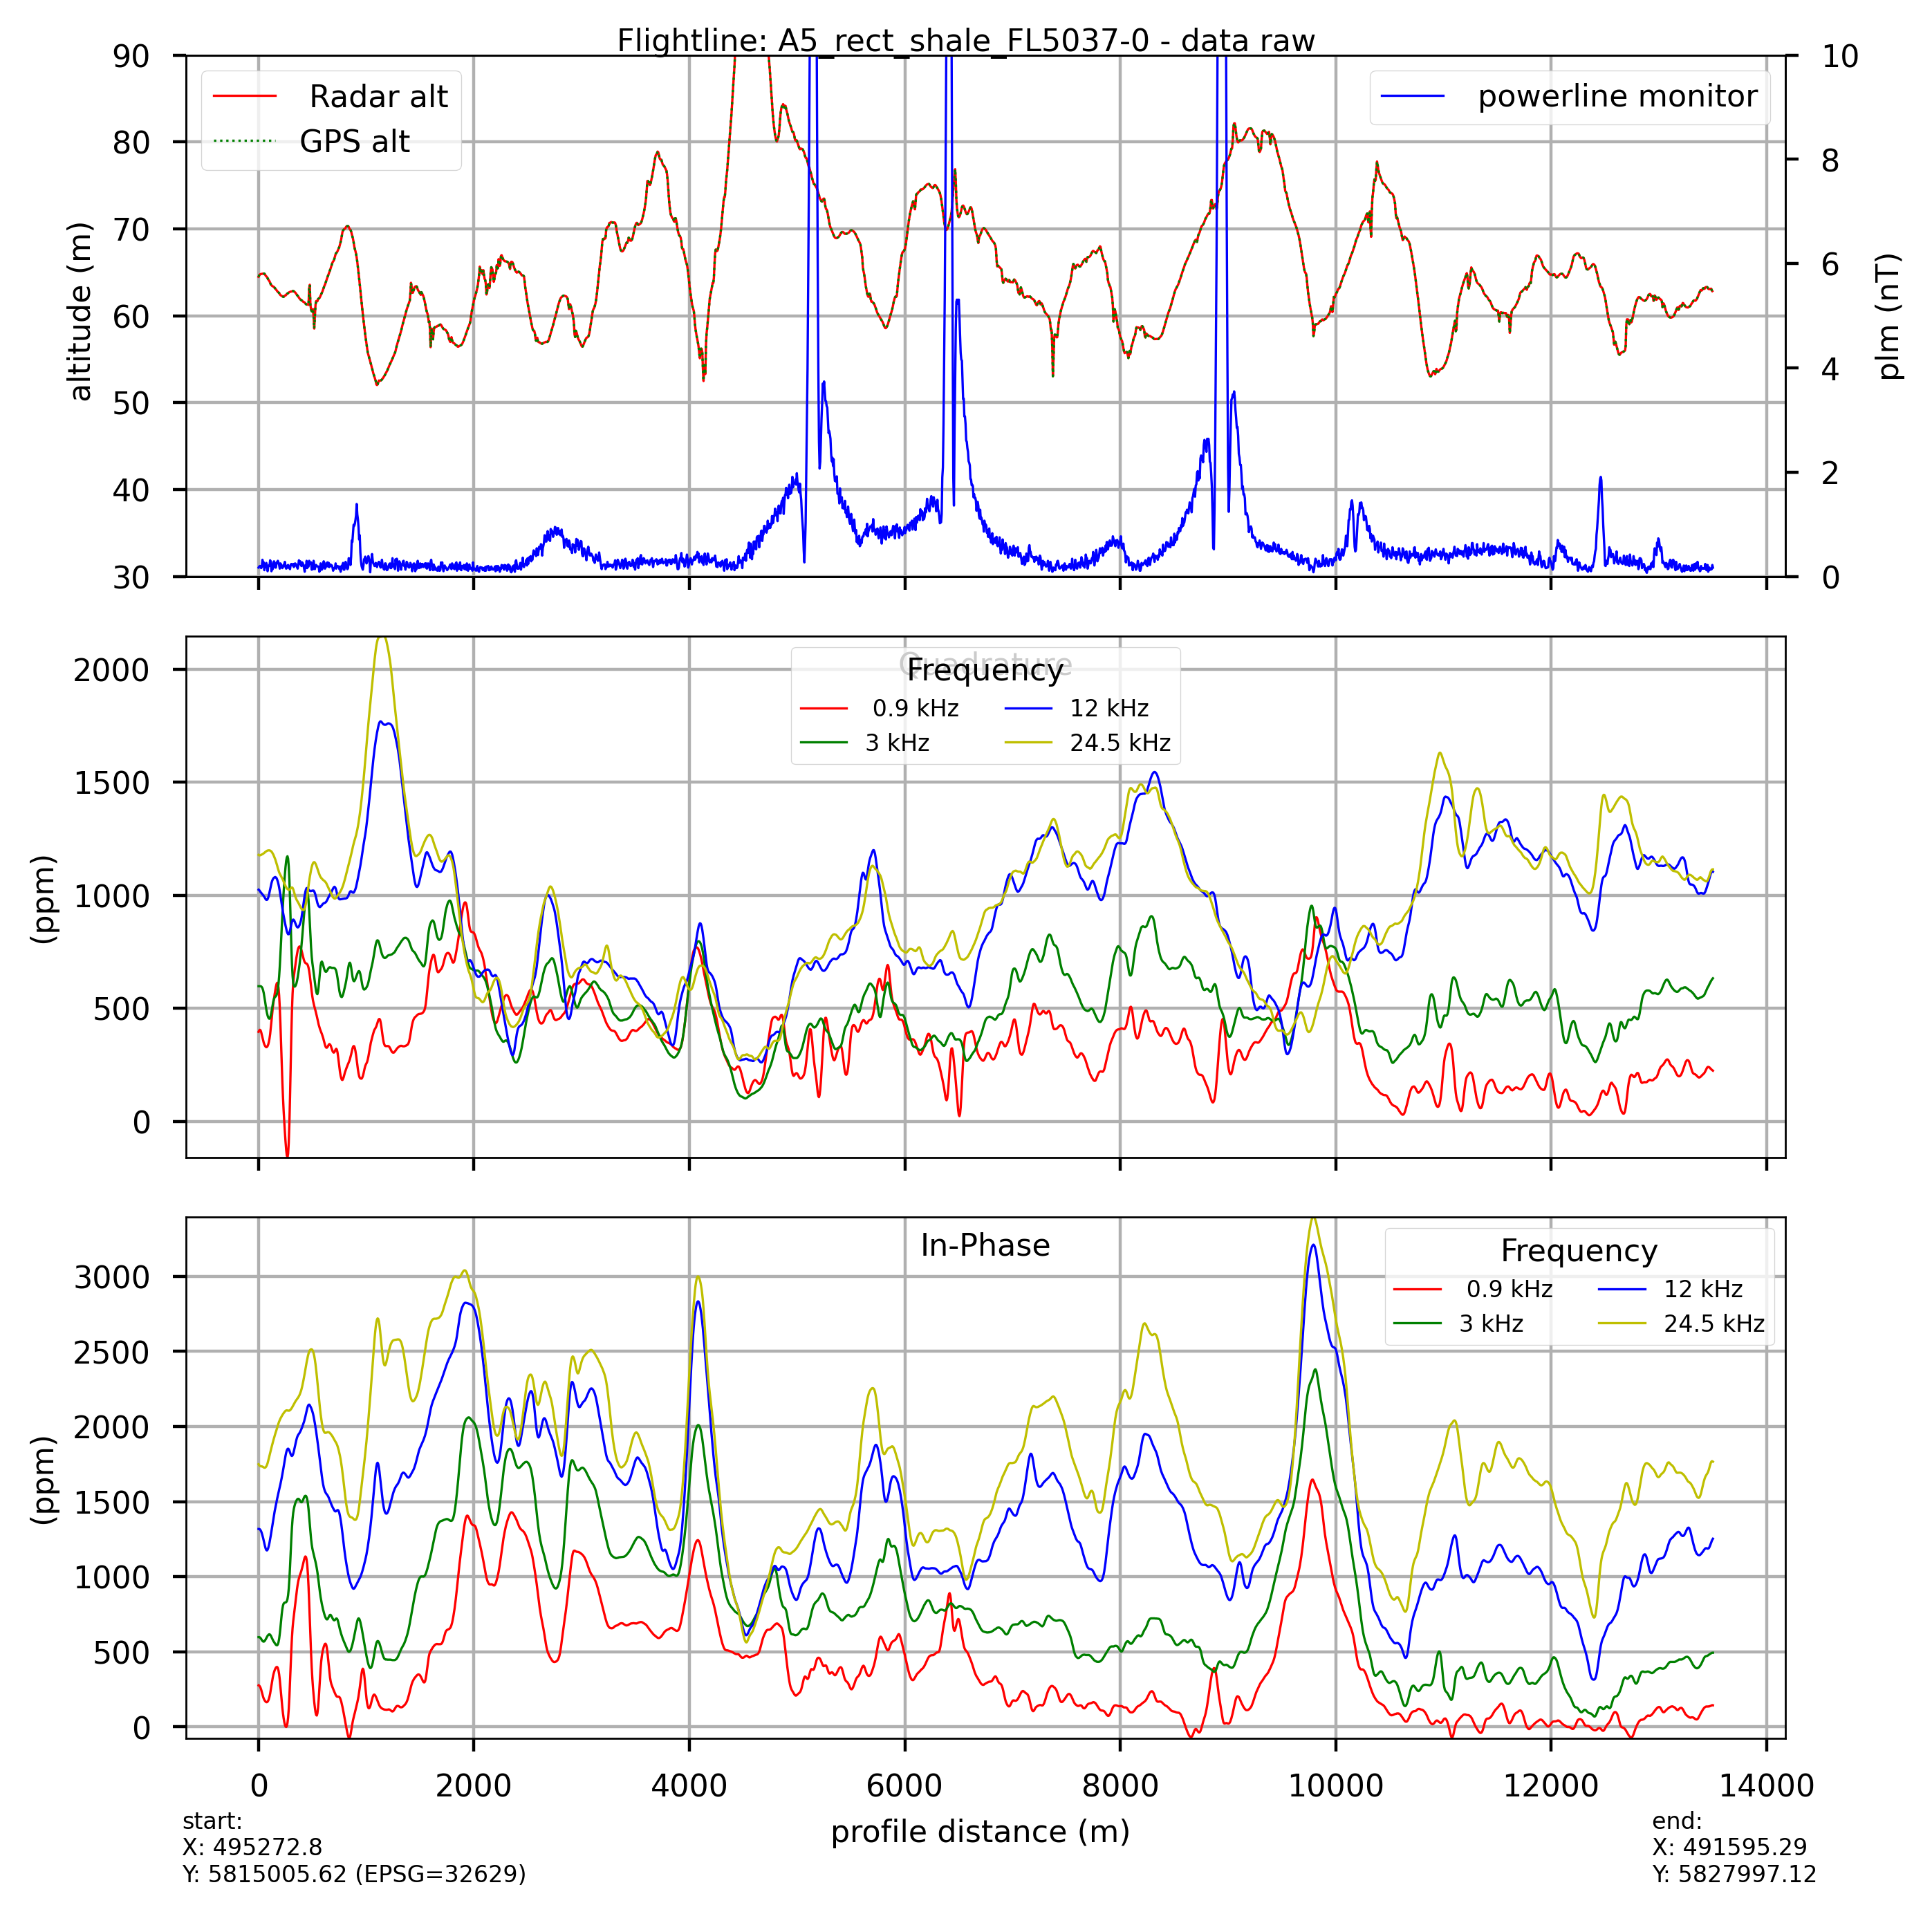 Flightline: A5_rect_shale_FL5037-0 - data raw
90
80
70
60
50
40
30
altitude (m)
Radar alt
GPS alt
powerline monitor
10
8
6
4
2
0
plm (nT)
Quadrature
Frequency
0.9 kHz
3 kHz
12 kHz
24.5 kHz
2000
1500
1000
500
0
(ppm)
In-Phase
Frequency
0.9 kHz
3 kHz
12 kHz
24.5 kHz
3000
2500
2000
1500
1000
500
0
(ppm)
0 2000 4000 6000 8000 10000 12000 14000
profile distance (m)
start:
X: 495272.8
Y: 5815005.62 (EPSG=32629)
end:
X: 491595.29
Y: 5827997.12